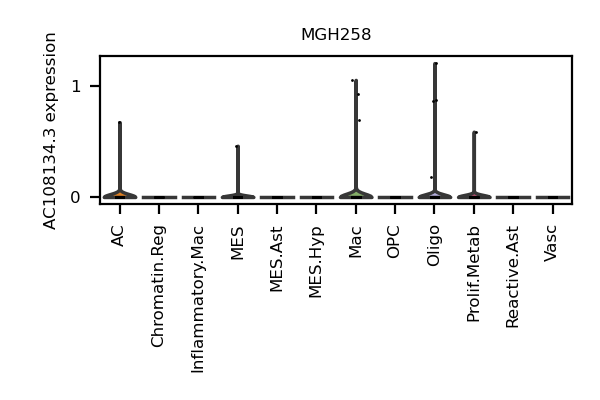 MGH258
AC108134.3 expression
1
0
AC
Chromatin.Reg
Inflammatory.Mac
MES
MES.Ast
MES.Hyp
Mac
OPC
Oligo
Prolif.Metab
Reactive.Ast
Vasc